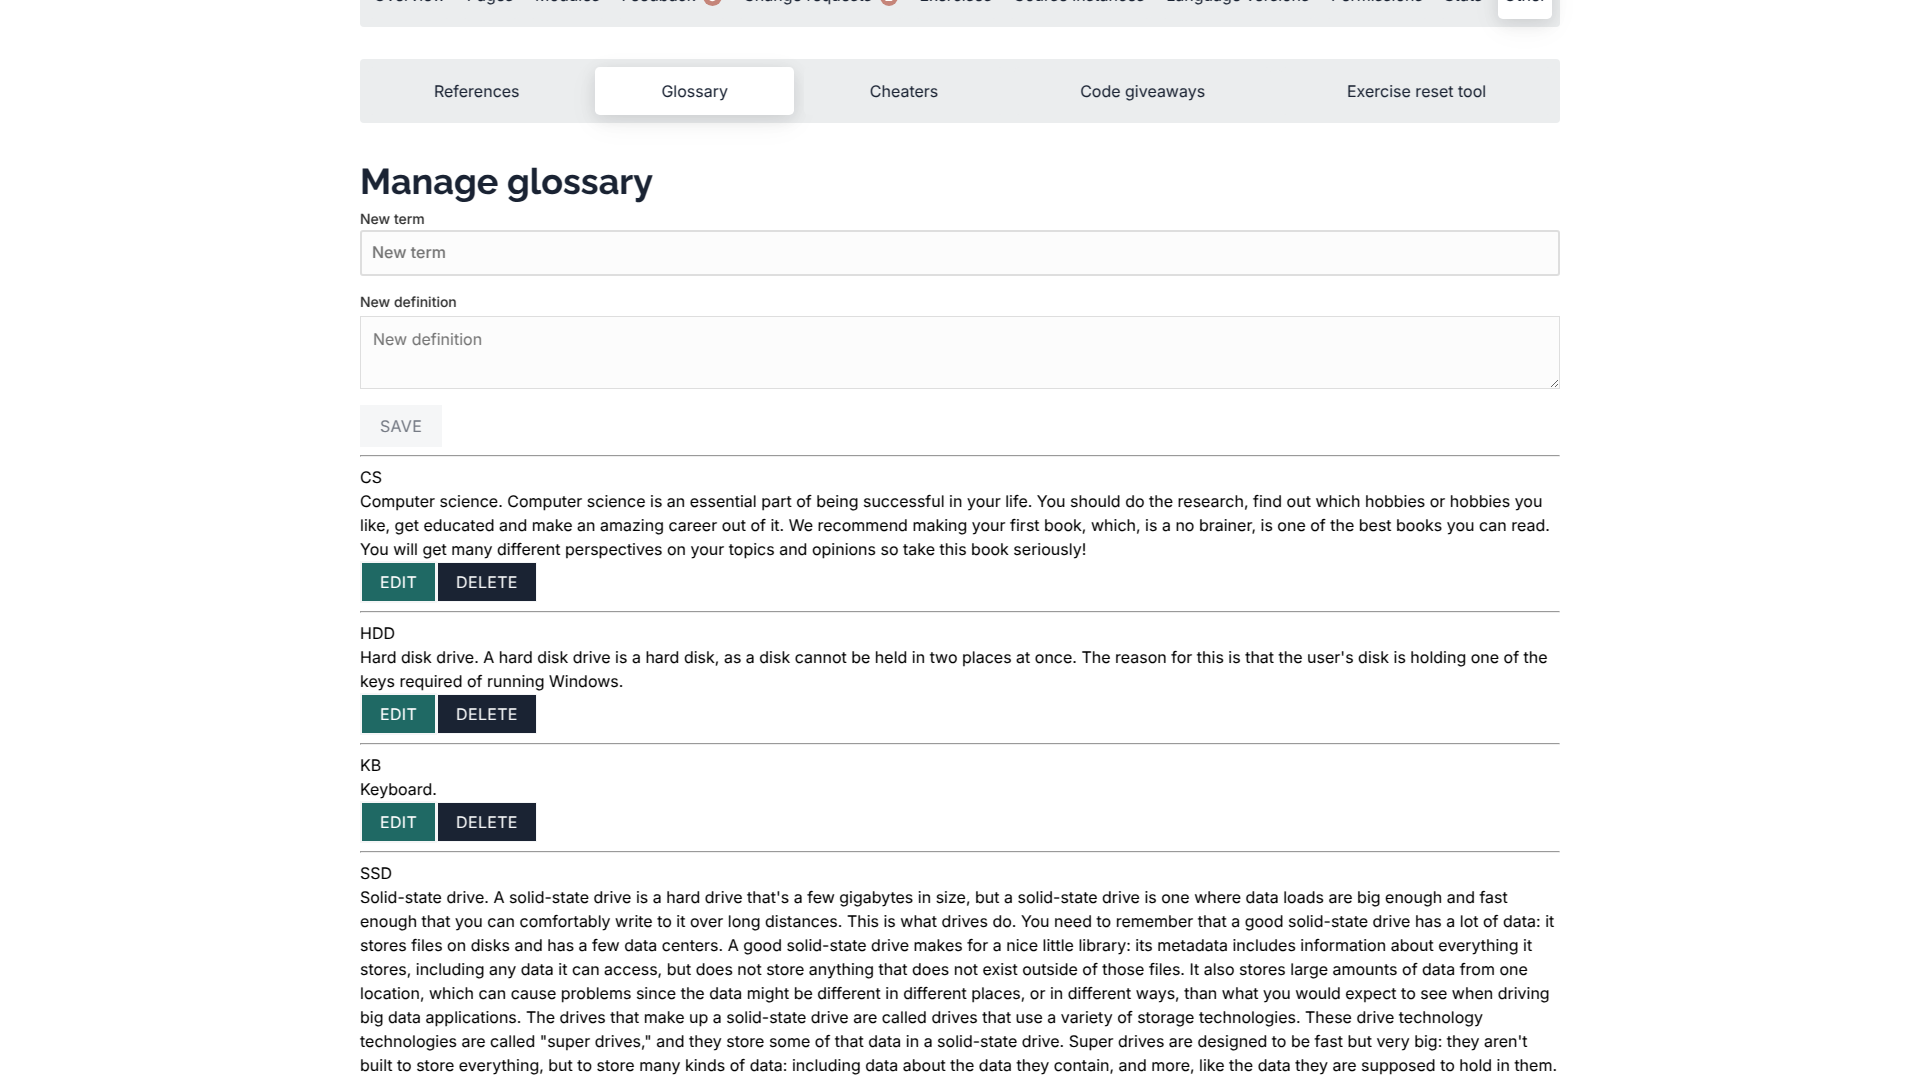 Overview Pages Modules Feedback Change requests Exercises Course instances Language versions Permissions Stats Other
References Glossary Cheaters Code giveaways Exercise reset tool
Manage glossary
New term
New term
New definition
New definition
SAVE
CS
Computer science. Computer science is an essential part of being successful in your life. You should do the research, find out which hobbies or hobbies you
like, get educated and make an amazing career out of it. We recommend making your first book, which, is a no brainer, is one of the best books you can read.
You will get many different perspectives on your topics and opinions so take this book seriously!
EDIT DELETE
HDD
Hard disk drive. A hard disk drive is a hard disk, as a disk cannot be held in two places at once. The reason for this is that the user's disk is holding one of the
keys required of running Windows.
EDIT DELETE
KB
Keyboard.
EDIT DELETE
SSD
Solid-state drive. A solid-state drive is a hard drive that's a few gigabytes in size, but a solid-state drive is one where data loads are big enough and fast
enough that you can comfortably write to it over long distances. This is what drives do. You need to remember that a good solid-state drive has a lot of data: it
stores files on disks and has a few data centers. A good solid-state drive makes for a nice little library: its metadata includes information about everything it
stores, including any data it can access, but does not store anything that does not exist outside of those files. It also stores large amounts of data from one
location, which can cause problems since the data might be different in different places, or in different ways, than what you would expect to see when driving
big data applications. The drives that make up a solid-state drive are called drives that use a variety of storage technologies. These drive technology
technologies are called "super drives," and they store some of that data in a solid-state drive. Super drives are designed to be fast but very big: they aren't
built to store everything, but to store many kinds of data: including data about the data they contain, and more, like the data they are supposed to hold in them.